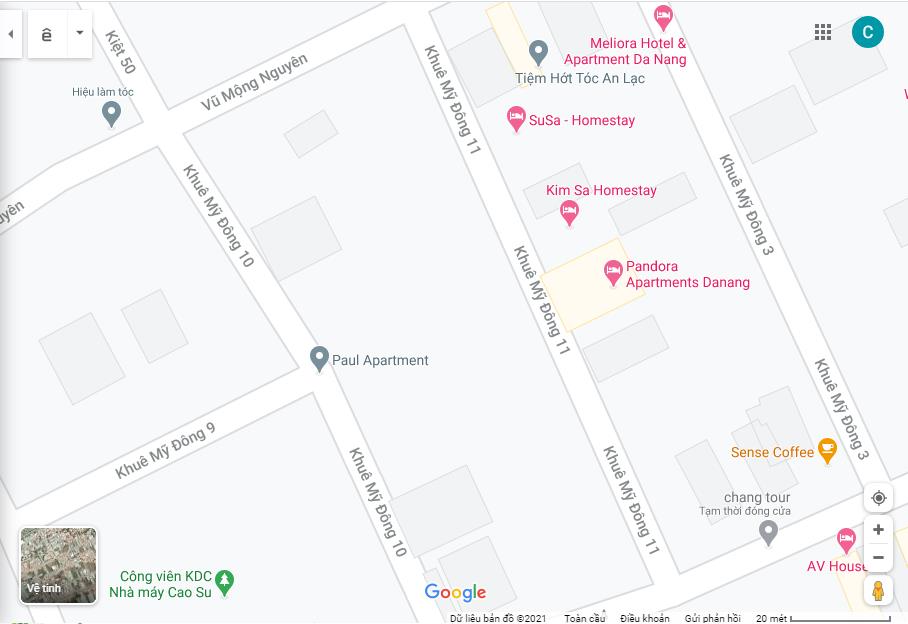 ê
Kiệt 50
Hiệu làm tóc
Vũ Mộng Nguyên
Khuê Mỹ Đông 11
Meliora Hotel &
Apartment Da Nang
Tiệm Hớt Tóc An Lạc
C
SuSa - Homestay
Khuê Mỹ Đông 10
Khuê Mỹ Đông 3
Kim Sa Homestay
Khuê Mỹ Đông 11
Pandora
Apartments Danang
Paul Apartment
Khuê Mỹ Đông 3
Khuê Mỹ Đông 9
Khuê Mỹ Đông 10
Khuê Mỹ Đông 11
Sense Coffee
chang tour
Tạm thời đóng cửa
AV House
Vệ tinh
Công viên KDC
Nhà máy Cao Su
Google
Dữ liệu bản đồ ©2021 Toàn cầu Điều khoản Gửi phản hồi 20 mét